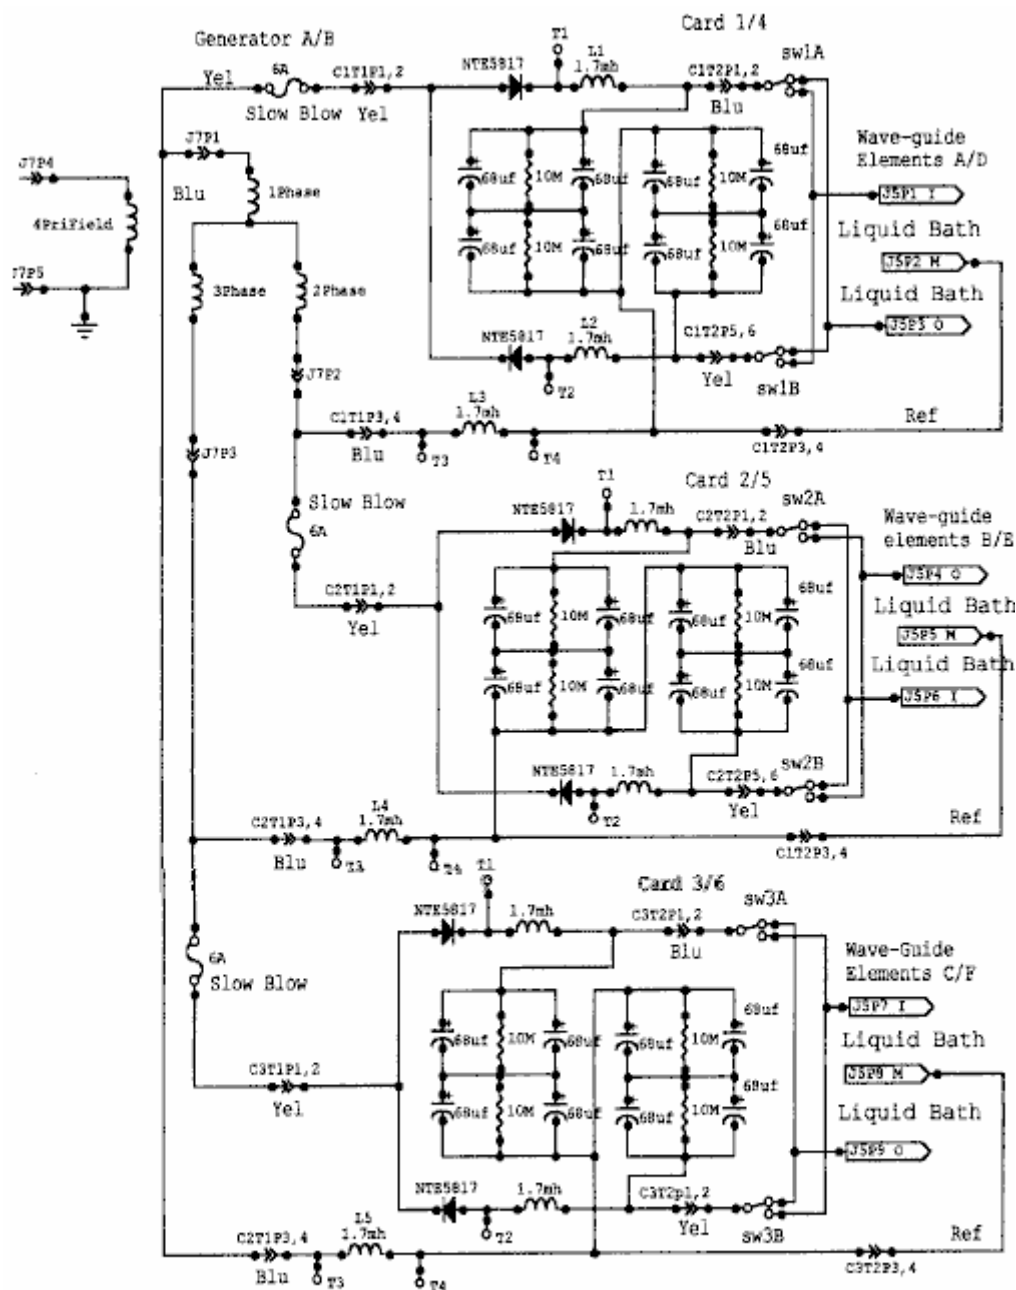 Card 1/4
Generator A/B
T1
L1
1.7mh
sw1A
NTE5817
Yel
6A
C1T1P1,2
C1T2P1,2
Slow Blow
Yel
Blu
J7P1
68uf
Wave-guide
Elements A/D
J7P4
Blu
1Phase
68uf
10M
68uf
68uf
10M
J5P1 I
4PriField
68uf
Liquid Bath
68uf
10M
68uf
68uf
10M
J5P2 M
J7P5
3Phase
2Phase
Liquid Bath
J5P3 O
NTE5817
L2
1.7mh
C1T2P5,6
J7P2
T2
Yel
sw1B
L3
1.7mh
C1T1P3,4
Ref
J7P3
Blu
T3
T4
C1T2P3,4
T1
Card 2/5
Slow Blow
sw2A
NTE5817
1.7mh
C2T2P1,2
Wave-guide
elements B/E
6A
Blu
J5P4 O
C2T1P1,2
68uf
Yel
68uf
10M
68uf
68uf
10M
Liquid Bath
J5P5 M
68uf
Liquid Bath
68uf
10M
68uf
68uf
10M
J5P6 I
NTE5817
1.7mh
C2T2P5,6
sw2B
T2
Yel
L4
1.7mh
C2T1P3,4
Ref
Blu
C1T2P3,4
T1
Card 3/6
sw3A
NTE5817
1.7mh
C3T2P1,2
6A
Blu
Wave-Guide
Elements C/F
Slow Blow
68uf
J5P7 I
68uf
10M
68uf
68uf
10M
Liquid Bath
C3T1P1,2
J5P8 M
Yel
68uf
10M
68uf
68uf
10M
68uf
Liquid Bath
J5P9 O
NTE5817
1.7mh
C3T2p1,2
L5
1.7mh
T2
Yel
sw3B
C2T1P3,4
Ref
Blu
T3
T4
C3T2P3,4